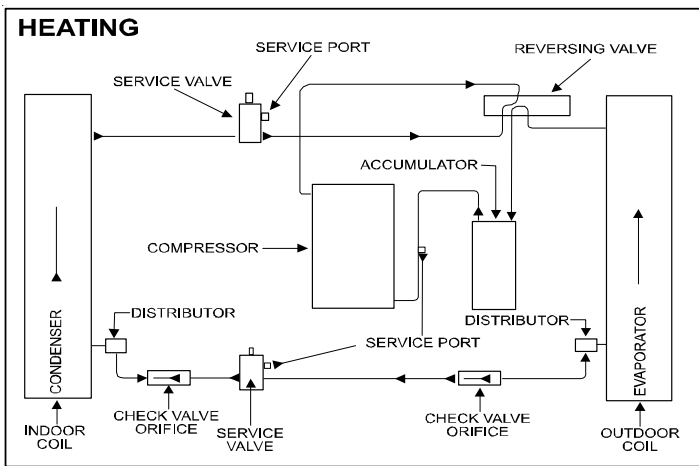 HEATING
SERVICE PORT
REVERSING VALVE
SERVICE VALVE
ACCUMULATOR
COMPRESSOR
CONDENSER
EVAPORATOR
DISTRIBUTOR
DISTRIBUTOR
SERVICE PORT
INDOOR
COIL
CHECK VALVE
ORIFICE
SERVICE
VALVE
CHECK VALVE
ORIFICE
OUTDOOR
COIL